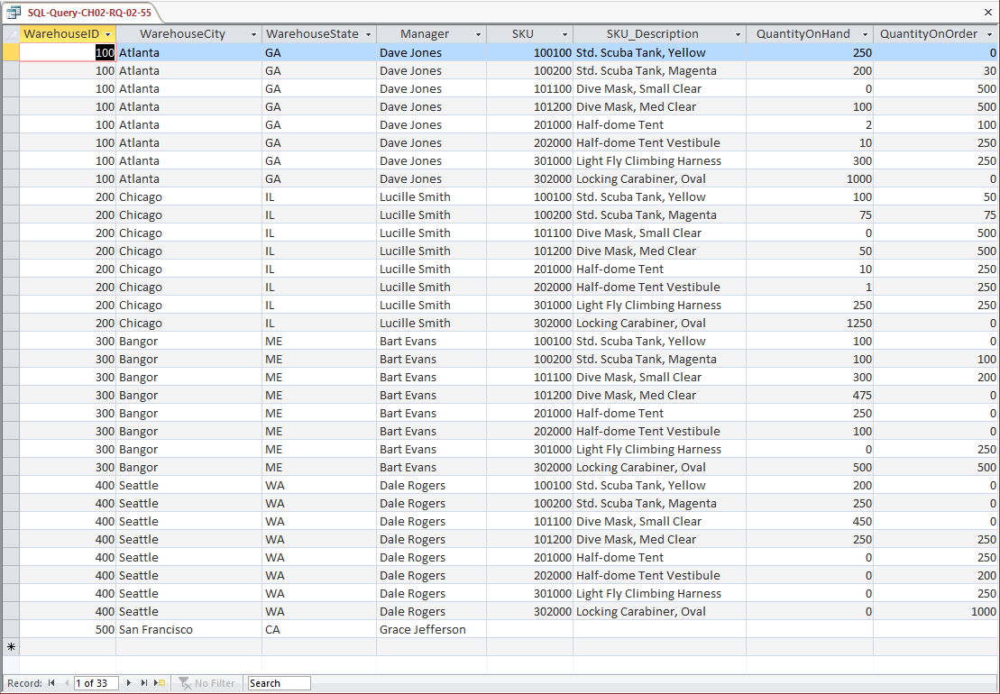 SQL-Query-CH02-RQ-02-55
WarehouseID WarehouseCity WarehouseState Manager SKU SKU_Description QuantityOnHand QuantityOnOrder
100 Atlanta GA Dave Jones 100100 Std. Scuba Tank, Yellow 250 0
100 Atlanta GA Dave Jones 100200 Std. Scuba Tank, Magenta 200 30
100 Atlanta GA Dave Jones 101100 Dive Mask, Small Clear 0 500
100 Atlanta GA Dave Jones 101200 Dive Mask, Med Clear 100 500
100 Atlanta GA Dave Jones 201000 Half-dome Tent 2 100
100 Atlanta GA Dave Jones 202000 Half-dome Tent Vestibule 10 250
100 Atlanta GA Dave Jones 301000 Light Fly Climbing Harness 300 250
100 Atlanta GA Dave Jones 302000 Locking Carabiner, Oval 1000 0
200 Chicago IL Lucille Smith 100100 Std. Scuba Tank, Yellow 100 50
200 Chicago IL Lucille Smith 100200 Std. Scuba Tank, Magenta 75 75
200 Chicago IL Lucille Smith 101100 Dive Mask, Small Clear 0 500
200 Chicago IL Lucille Smith 101200 Dive Mask, Med Clear 50 500
200 Chicago IL Lucille Smith 201000 Half-dome Tent 10 250
200 Chicago IL Lucille Smith 202000 Half-dome Tent Vestibule 1 250
200 Chicago IL Lucille Smith 301000 Light Fly Climbing Harness 250 250
200 Chicago IL Lucille Smith 302000 Locking Carabiner, Oval 1250 0
300 Bangor ME Bart Evans 100100 Std. Scuba Tank, Yellow 100 0
300 Bangor ME Bart Evans 100200 Std. Scuba Tank, Magenta 100 100
300 Bangor ME Bart Evans 101100 Dive Mask, Small Clear 300 200
300 Bangor ME Bart Evans 101200 Dive Mask, Med Clear 475 0
300 Bangor ME Bart Evans 201000 Half-dome Tent 250 0
300 Bangor ME Bart Evans 202000 Half-dome Tent Vestibule 100 0
300 Bangor ME Bart Evans 301000 Light Fly Climbing Harness 0 250
300 Bangor ME Bart Evans 302000 Locking Carabiner, Oval 500 500
400 Seattle WA Dale Rogers 100100 Std. Scuba Tank, Yellow 200 0
400 Seattle WA Dale Rogers 100200 Std. Scuba Tank, Magenta 250 0
400 Seattle WA Dale Rogers 101100 Dive Mask, Small Clear 450 0
400 Seattle WA Dale Rogers 101200 Dive Mask, Med Clear 250 250
400 Seattle WA Dale Rogers 201000 Half-dome Tent 0 250
400 Seattle WA Dale Rogers 202000 Half-dome Tent Vestibule 0 200
400 Seattle WA Dale Rogers 301000 Light Fly Climbing Harness 0 250
400 Seattle WA Dale Rogers 302000 Locking Carabiner, Oval 0 1000
500 San Francisco CA Grace Jefferson
Record: 1 of 33 No Filter Search